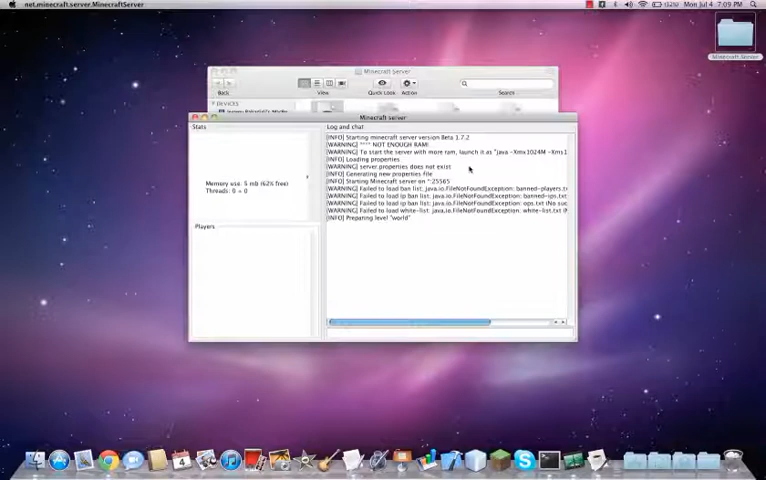 net.minecraft.server.MinecraftServer
Mon Jul 4 7:09 PM
Minecraft Server
Minecraft Server
Back
View
Quick Look
Action
Search
DEVICES
Minecraft server
Stats
Log and chat
[INFO] Starting minecraft server version Beta 1.7.2
[WARNING] **** NOT ENOUGH RAM!
[WARNING] To start the server with more ram, launch it as "java -Xmx1024M -Xms1
[INFO] Loading properties
[WARNING] server.properties does not exist
[INFO] Generating new properties file
[INFO] Starting Minecraft server on *:25565
[WARNING] Failed to load ban list: java.io.FileNotFoundException: banned-players.tx
[WARNING] Failed to load ip ban list: java.io.FileNotFoundException: banned-ips.txt
[WARNING] Failed to load ip ban list: java.io.FileNotFoundException: ops.txt (No suc
[WARNING] Failed to load white-list: java.io.FileNotFoundException: white-list.txt (N
[INFO] Preparing level "world"
Memory use: 5 mb (62% free)
Threads: 0 + 0
Players
4